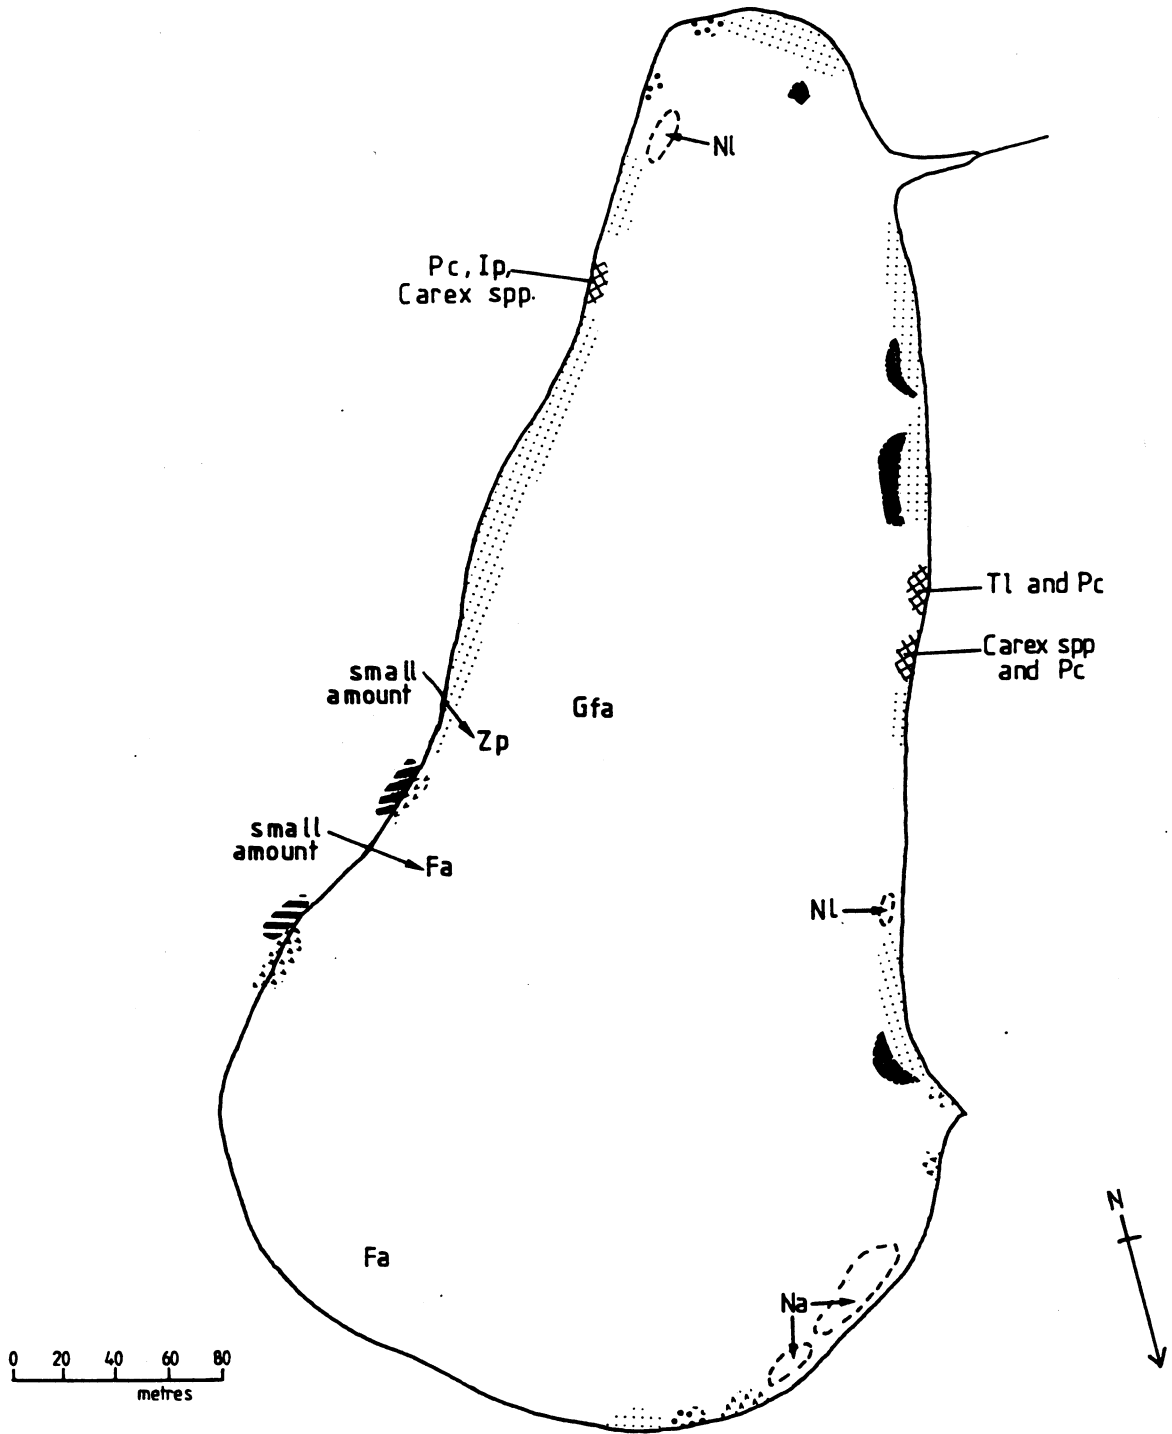 Nl
Pc, Ip,
Carex spp.
Tl and Pc
Carex spp
and Pc
small
amount
Zp
Gfa
small
amount
Fa
Nl
N
Fa
Na
0 20 40 60 80
metres